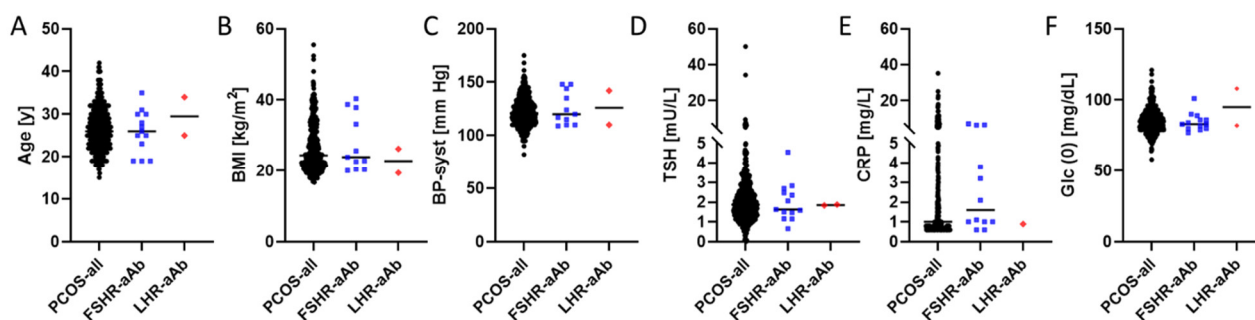 A
Age [y]
50
40
30
20
10
0
PCOS-all
FSHR-aAb
LHR-aAb
B
BMI [kg/m²]
60
40
20
0
PCOS-all
FSHR-aAb
LHR-aAb
C
BP-syst [mm Hg]
200
150
100
50
0
PCOS-all
FSHR-aAb
LHR-aAb
D
TSH [mU/L]
60
40
20
5
4
3
2
1
0
PCOS-all
FSHR-aAb
LHR-aAb
E
CRP [mg/L]
60
40
20
5
4
3
2
1
0
PCOS-all
FSHR-aAb
LHR-aAb
F
Glc (0) [mg/dL]
150
100
50
0
PCOS-all
FSHR-aAb
LHR-aAb